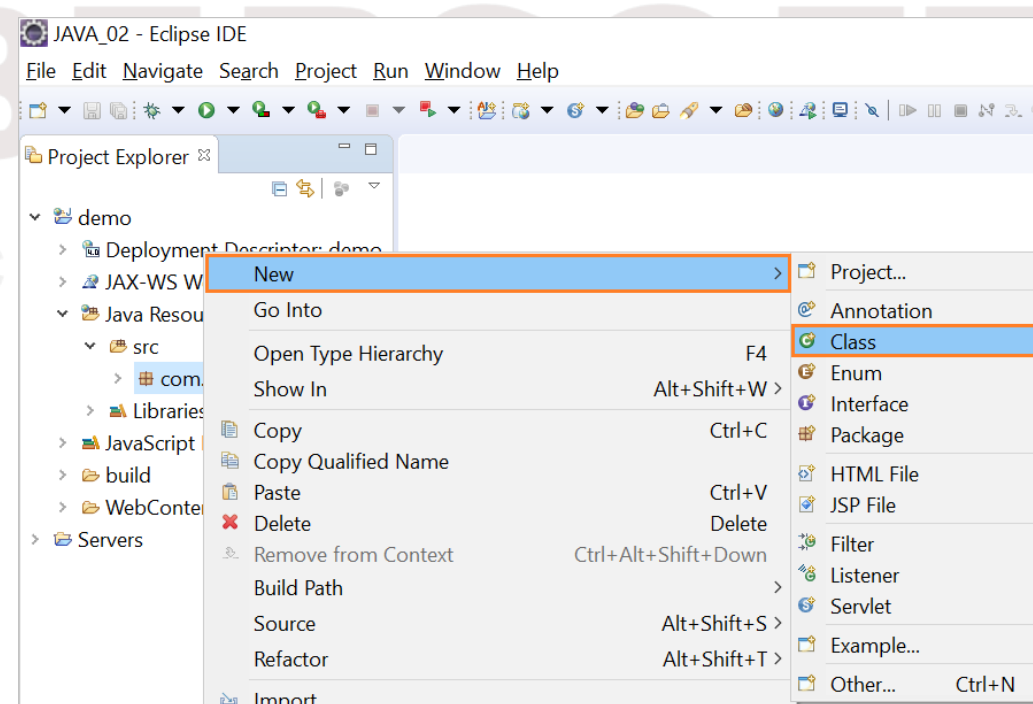 JAVA_02 - Eclipse IDE
File Edit Navigate Search Project Run Window Help
Project Explorer
demo
Deployment Descriptor: demo
JAX-WS W
Java Resou
src
com.
Libraries
JavaScript
build
WebConte
Servers
New
Go Into
Open Type Hierarchy F4
Show In Alt+Shift+W >
Copy Ctrl+C
Copy Qualified Name
Paste Ctrl+V
Delete Delete
Remove from Context Ctrl+Alt+Shift+Down
Build Path
Source Alt+Shift+S >
Refactor Alt+Shift+T >
Import
Project...
Annotation
Class
Enum
Interface
Package
HTML File
JSP File
Filter
Listener
Servlet
Example...
Other... Ctrl+N